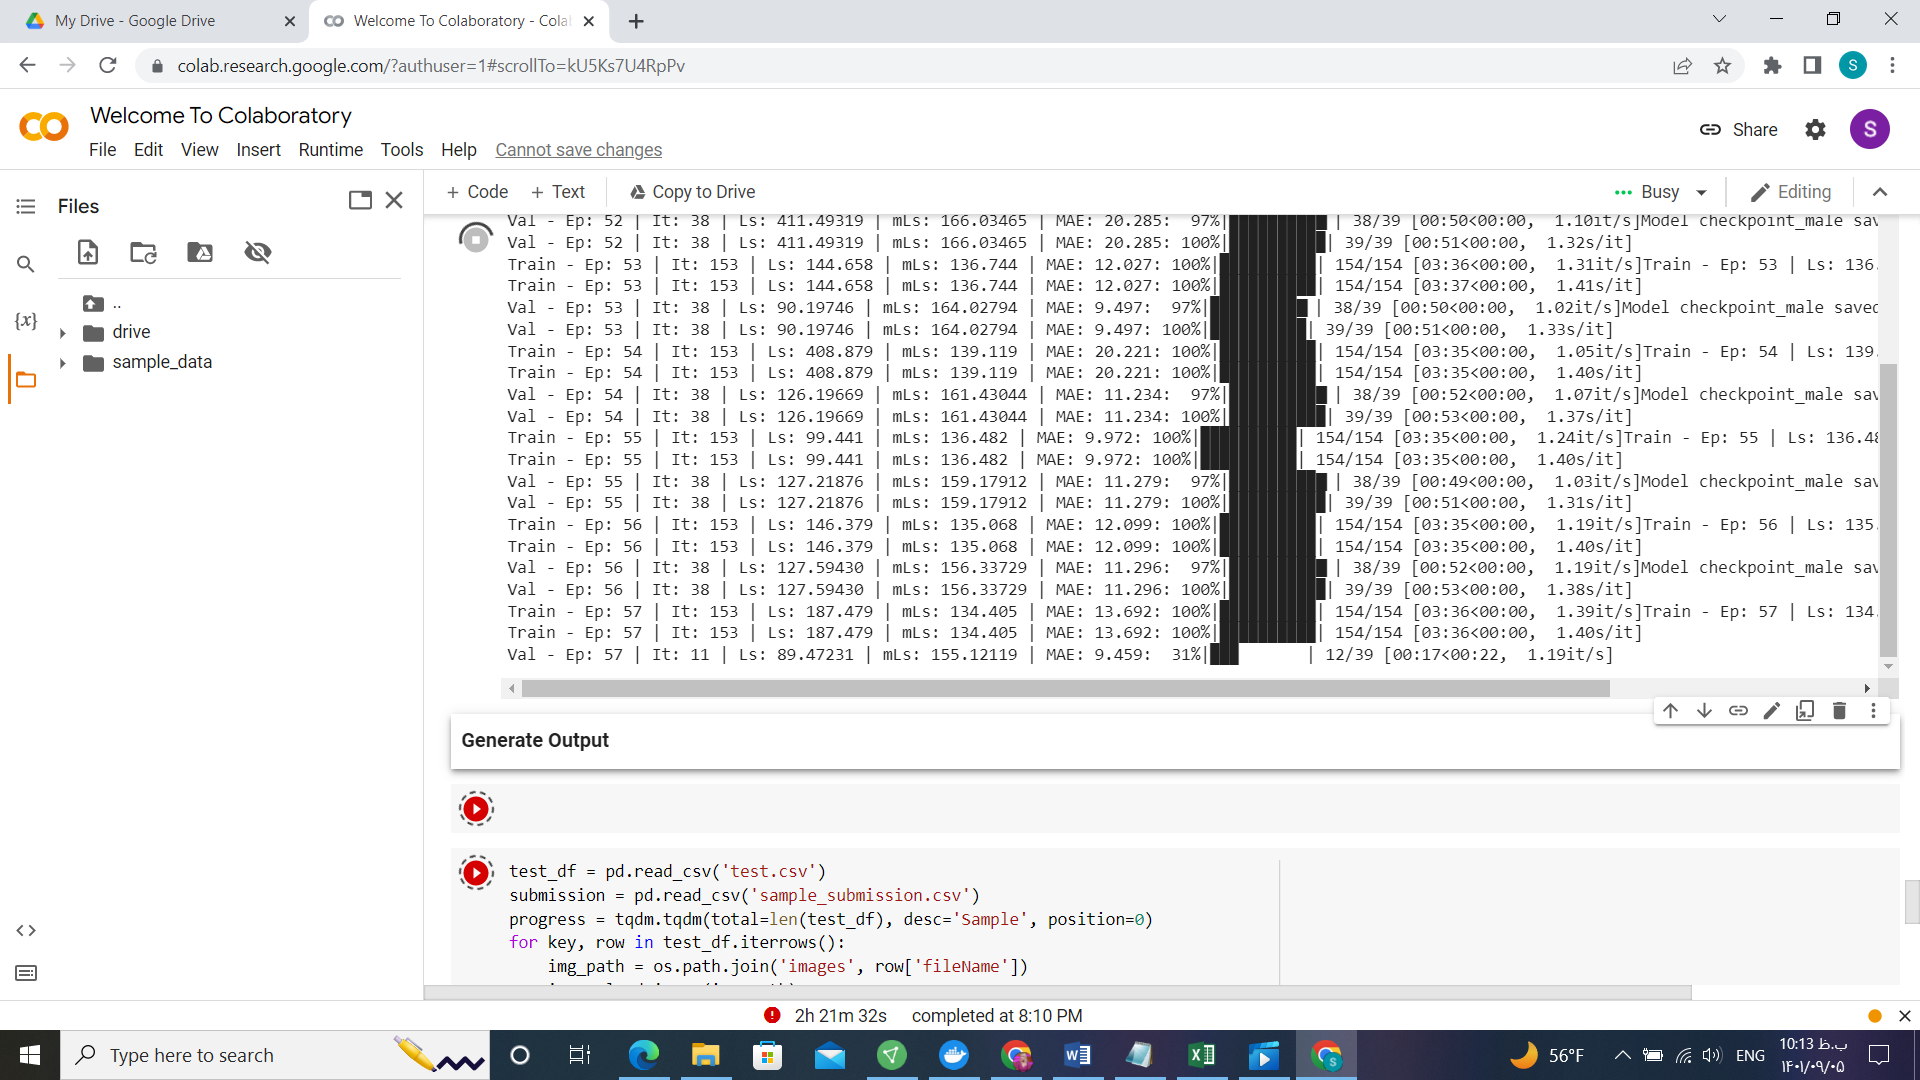 My Drive - Google Drive
Welcome To Colaboratory - Cola
colab.research.google.com/?authuser=1#scrollTo=kU5Ks7U4RpPv
S
Welcome To Colaboratory
File Edit View Insert Runtime Tools Help Cannot save changes
Share
S
Files
+ Code + Text Copy to Drive
Busy
Editing
..
drive
sample_data
{x}
Val - Ep: 52 | It: 38 | Ls: 411.49319 | mLs: 166.03465 | MAE: 20.285: 97%| | 38/39 [00:50<00:00, 1.10it/s]Model checkpoint_male sav
Val - Ep: 52 | It: 38 | Ls: 411.49319 | mLs: 166.03465 | MAE: 20.285: 100%| | 39/39 [00:51<00:00, 1.32s/it]
Train - Ep: 53 | It: 153 | Ls: 144.658 | mLs: 136.744 | MAE: 12.027: 100%| | 154/154 [03:36<00:00, 1.31it/s]Train - Ep: 53 | Ls: 136.
Train - Ep: 53 | It: 153 | Ls: 144.658 | mLs: 136.744 | MAE: 12.027: 100%| | 154/154 [03:37<00:00, 1.41s/it]
Val - Ep: 53 | It: 38 | Ls: 90.19746 | mLs: 164.02794 | MAE: 9.497: 97%| | 38/39 [00:50<00:00, 1.02it/s]Model checkpoint_male saved
Val - Ep: 53 | It: 38 | Ls: 90.19746 | mLs: 164.02794 | MAE: 9.497: 100%| | 39/39 [00:51<00:00, 1.33s/it]
Train - Ep: 54 | It: 153 | Ls: 408.879 | mLs: 139.119 | MAE: 20.221: 100%| | 154/154 [03:35<00:00, 1.05it/s]Train - Ep: 54 | Ls: 139.
Train - Ep: 54 | It: 153 | Ls: 408.879 | mLs: 139.119 | MAE: 20.221: 100%| | 154/154 [03:35<00:00, 1.40s/it]
Val - Ep: 54 | It: 38 | Ls: 126.19669 | mLs: 161.43044 | MAE: 11.234: 97%| | 38/39 [00:52<00:00, 1.07it/s]Model checkpoint_male sav
Val - Ep: 54 | It: 38 | Ls: 126.19669 | mLs: 161.43044 | MAE: 11.234: 100%| | 39/39 [00:53<00:00, 1.37s/it]
Train - Ep: 55 | It: 153 | Ls: 99.441 | mLs: 136.482 | MAE: 9.972: 100%| | 154/154 [03:35<00:00, 1.24it/s]Train - Ep: 55 | Ls: 136.48
Train - Ep: 55 | It: 153 | Ls: 99.441 | mLs: 136.482 | MAE: 9.972: 100%| | 154/154 [03:35<00:00, 1.40s/it]
Val - Ep: 55 | It: 38 | Ls: 127.21876 | mLs: 159.17912 | MAE: 11.279: 97%| | 38/39 [00:49<00:00, 1.03it/s]Model checkpoint_male sav
Val - Ep: 55 | It: 38 | Ls: 127.21876 | mLs: 159.17912 | MAE: 11.279: 100%| | 39/39 [00:51<00:00, 1.31s/it]
Train - Ep: 56 | It: 153 | Ls: 146.379 | mLs: 135.068 | MAE: 12.099: 100%| | 154/154 [03:35<00:00, 1.19it/s]Train - Ep: 56 | Ls: 135.
Train - Ep: 56 | It: 153 | Ls: 146.379 | mLs: 135.068 | MAE: 12.099: 100%| | 154/154 [03:35<00:00, 1.40s/it]
Val - Ep: 56 | It: 38 | Ls: 127.59430 | mLs: 156.33729 | MAE: 11.296: 97%| | 38/39 [00:52<00:00, 1.19it/s]Model checkpoint_male sav
Val - Ep: 56 | It: 38 | Ls: 127.59430 | mLs: 156.33729 | MAE: 11.296: 100%| | 39/39 [00:53<00:00, 1.38s/it]
Train - Ep: 57 | It: 153 | Ls: 187.479 | mLs: 134.405 | MAE: 13.692: 100%| | 154/154 [03:36<00:00, 1.39it/s]Train - Ep: 57 | Ls: 134.
Train - Ep: 57 | It: 153 | Ls: 187.479 | mLs: 134.405 | MAE: 13.692: 100%| | 154/154 [03:36<00:00, 1.40s/it]
Val - Ep: 57 | It: 11 | Ls: 89.47231 | mLs: 155.12119 | MAE: 9.459: 31%| | 12/39 [00:17<00:22, 1.19it/s]
Generate Output
test_df = pd.read_csv('test.csv')
submission = pd.read_csv('sample_submission.csv')
progress = tqdm.tqdm(total=len(test_df), desc='Sample', position=0)
for key, row in test_df.iterrows():
img_path = os.path.join('images', row['fileName'])
2h 21m 32s completed at 8:10 PM
Type here to search
56°F
ENG
10:13 ب.ظ
۱۴۰۱/۰۹/۰۵